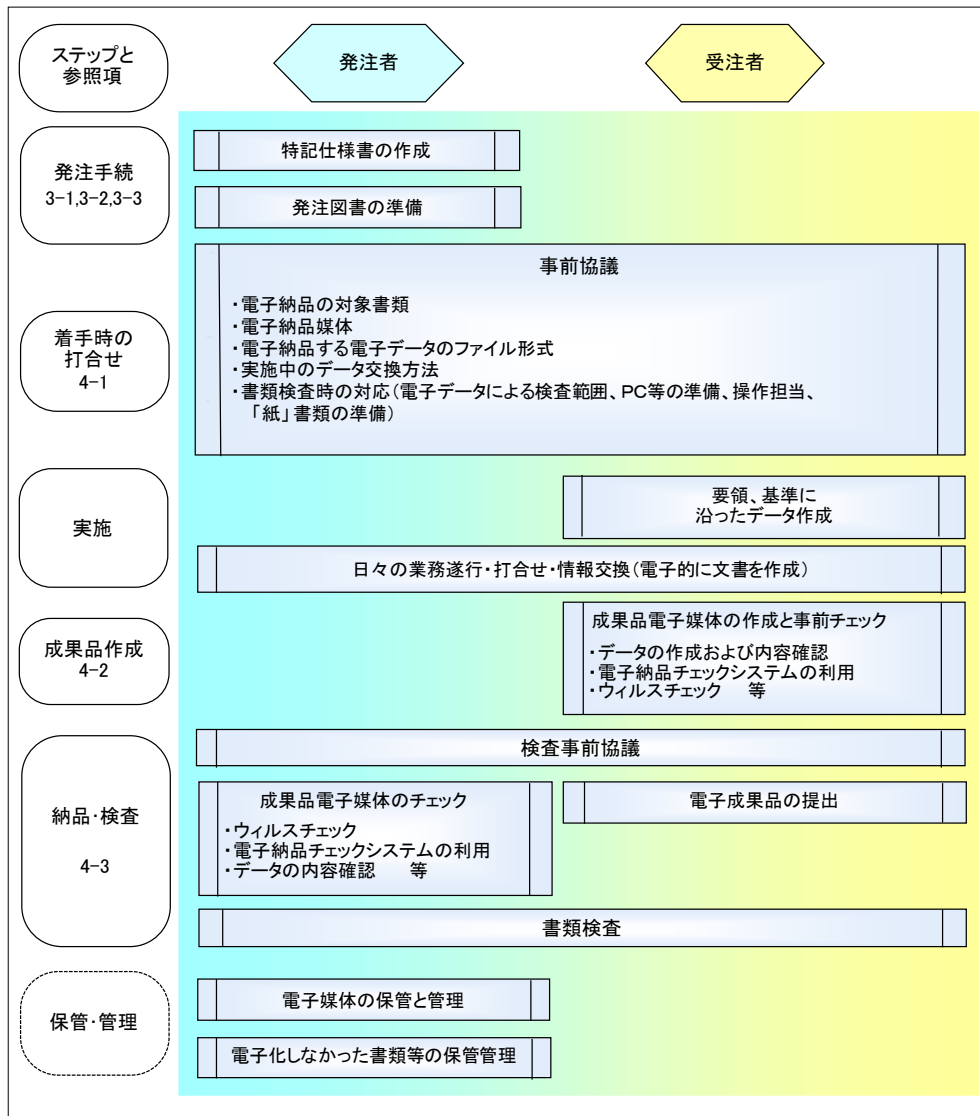 ステップと
参照項
発注者
受注者
発注手続
3-1,3-2,3-3
特記仕様書の作成
発注図書の準備
着手時の
打合せ
4-1
事前協議
・電子納品の対象書類
・電子納品媒体
・電子納品する電子データのファイル形式
・実施中のデータ交換方法
・書類検査時の対応(電子データによる検査範囲、PC等の準備、操作担当、
「紙」書類の準備)
実施
要領、基準に
沿ったデータ作成
日々の業務遂行・打合せ・情報交換(電子的に文書を作成)
成果品作成
4-2
成果品電子媒体の作成と事前チェック
・データの作成および内容確認
・電子納品チェックシステムの利用
・ウィルスチェック 等
納品・検査
4-3
検査事前協議
成果品電子媒体のチェック
・ウィルスチェック
・電子納品チェックシステムの利用
・データの内容確認 等
電子成果品の提出
書類検査
保管・管理
電子媒体の保管と管理
電子化しなかった書類等の保管管理